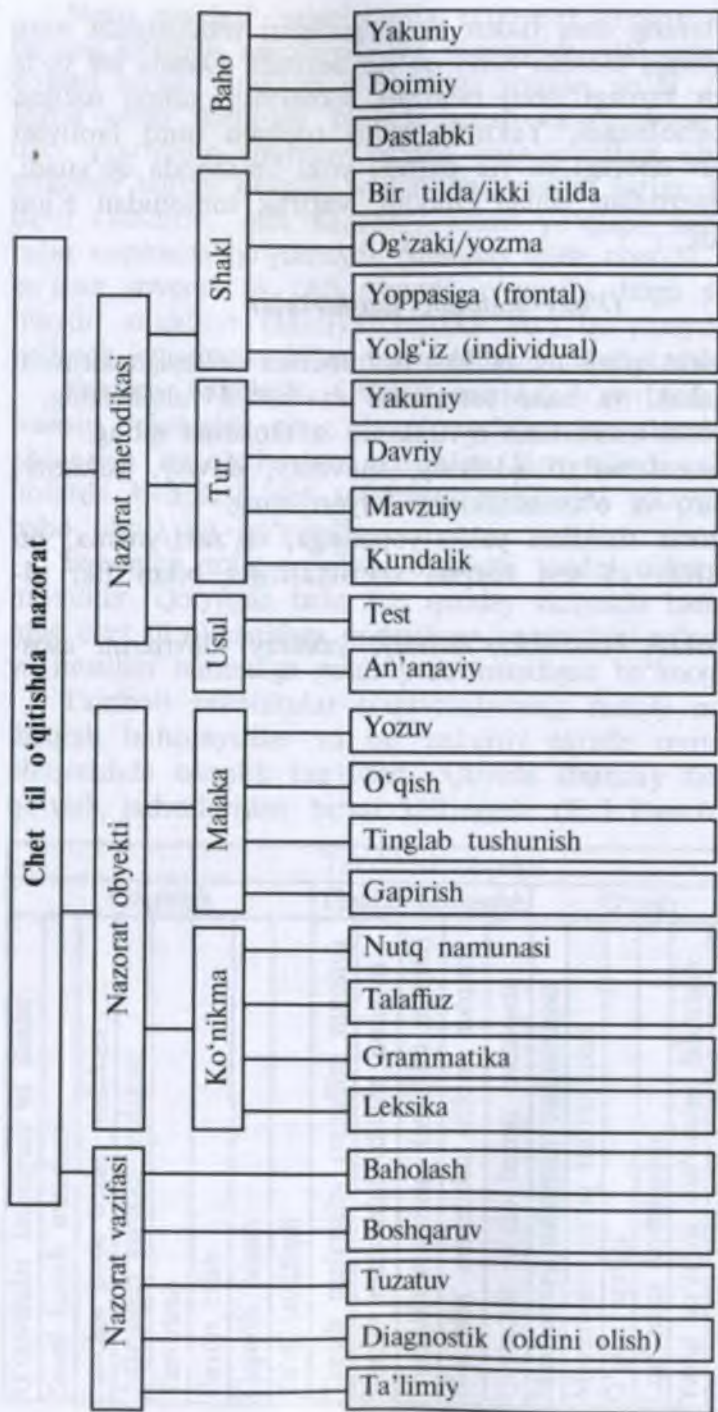 Chet til o‘qitishda nazorat
Nazorat metodikasi
Baho
Yakuniy
Doimiy
Dastlabki
Shakl
Bir tilda/ikki tilda
Og‘zaki/yozma
Yoppasiga (frontal)
Yolg‘iz (individual)
Tur
Yakuniy
Davriy
Mavzuiy
Kundalik
Usul
Test
An’anaviy
Nazorat obyekti
Malaka
Yozuv
O‘qish
Tinglab tushunish
Gapirish
Ko‘nikma
Nutq namunasi
Talaffuz
Grammatika
Leksika
Nazorat vazifasi
Baholash
Boshqaruv
Tuzatuv
Diagnostik (oldini olish)
Ta’limiy